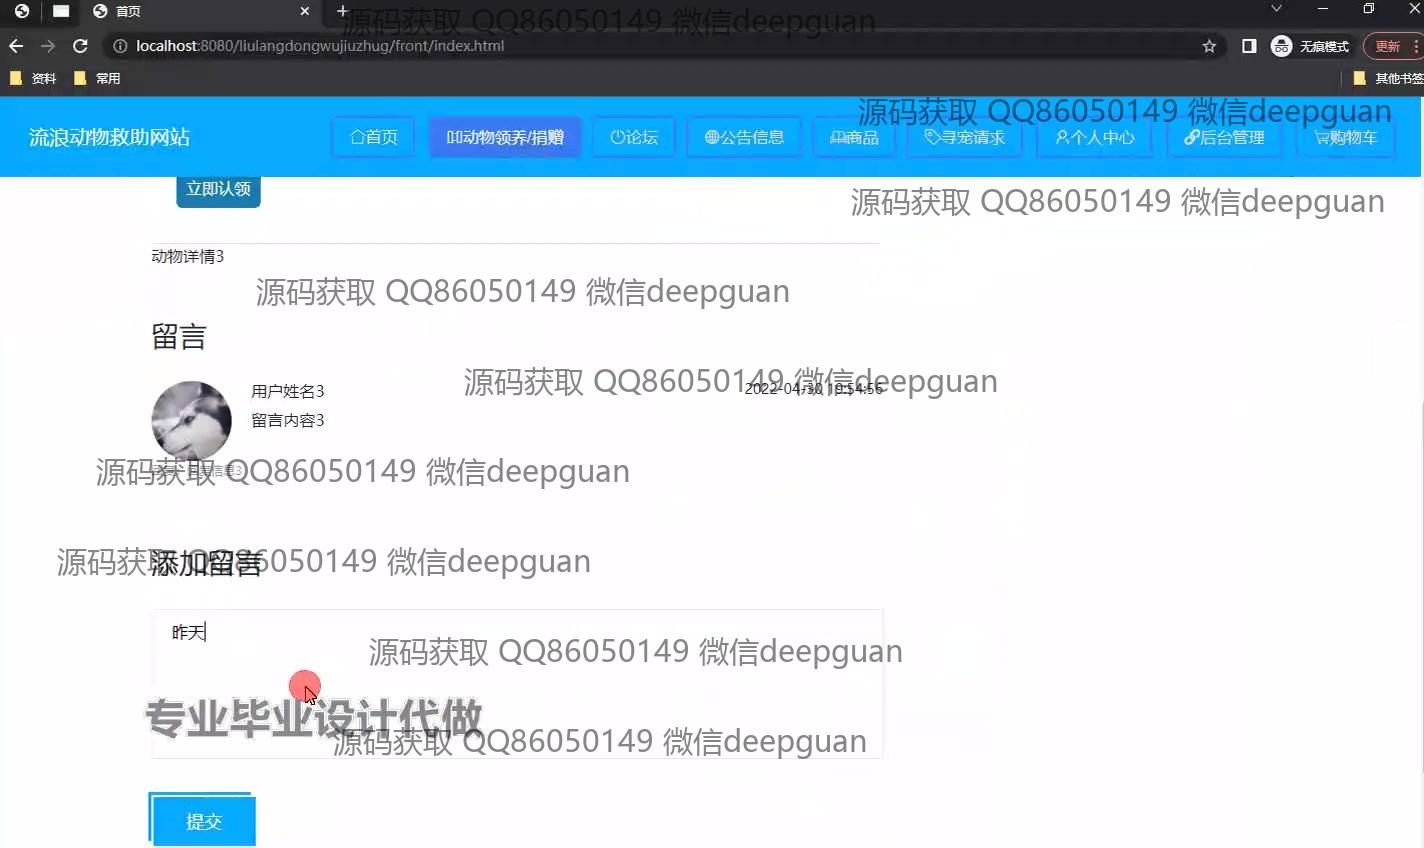 首页
源码获取 QQ86050149 微信deepguan
localhost:8080/liulangdongwujiuzhug/front/index.html
无痕模式
更新
资料
常用
其他书签
源码获取 QQ86050149 微信deepguan
流浪动物救助网站
首页
动物领养/捐赠
论坛
公告信息
商品
寻宠请求
个人中心
后台管理
购物车
立即认领
源码获取 QQ86050149 微信deepguan
动物详情3
源码获取 QQ86050149 微信deepguan
留言
用户姓名3
2022-04-30 19:54:56
源码获取 QQ86050149 微信deepguan
留言内容3
源码获取 QQ86050149 微信deepguan
添加留言
源码获取 QQ86050149 微信deepguan
昨天
源码获取 QQ86050149 微信deepguan
专业毕业设计代做
源码获取 QQ86050149 微信deepguan
提交